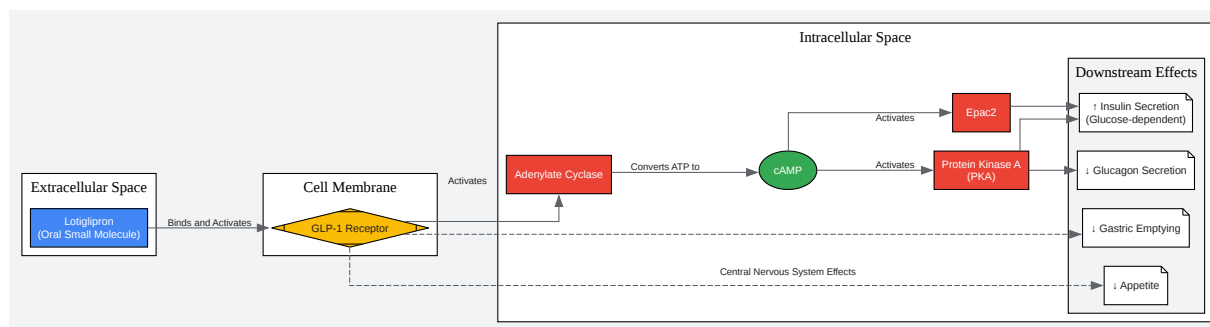 Intracellular Space
Downstream Effects
Extracellular Space
Cell Membrane
Lotiglipron
(Oral Small Molecule)
Binds and Activates
GLP-1 Receptor
Activates
Adenylate Cyclase
Converts ATP to
cAMP
Activates
Epac2
Activates
Protein Kinase A
(PKA)
↑ Insulin Secretion
(Glucose-dependent)
↓ Glucagon Secretion
↓ Gastric Emptying
Central Nervous System Effects
↓ Appetite